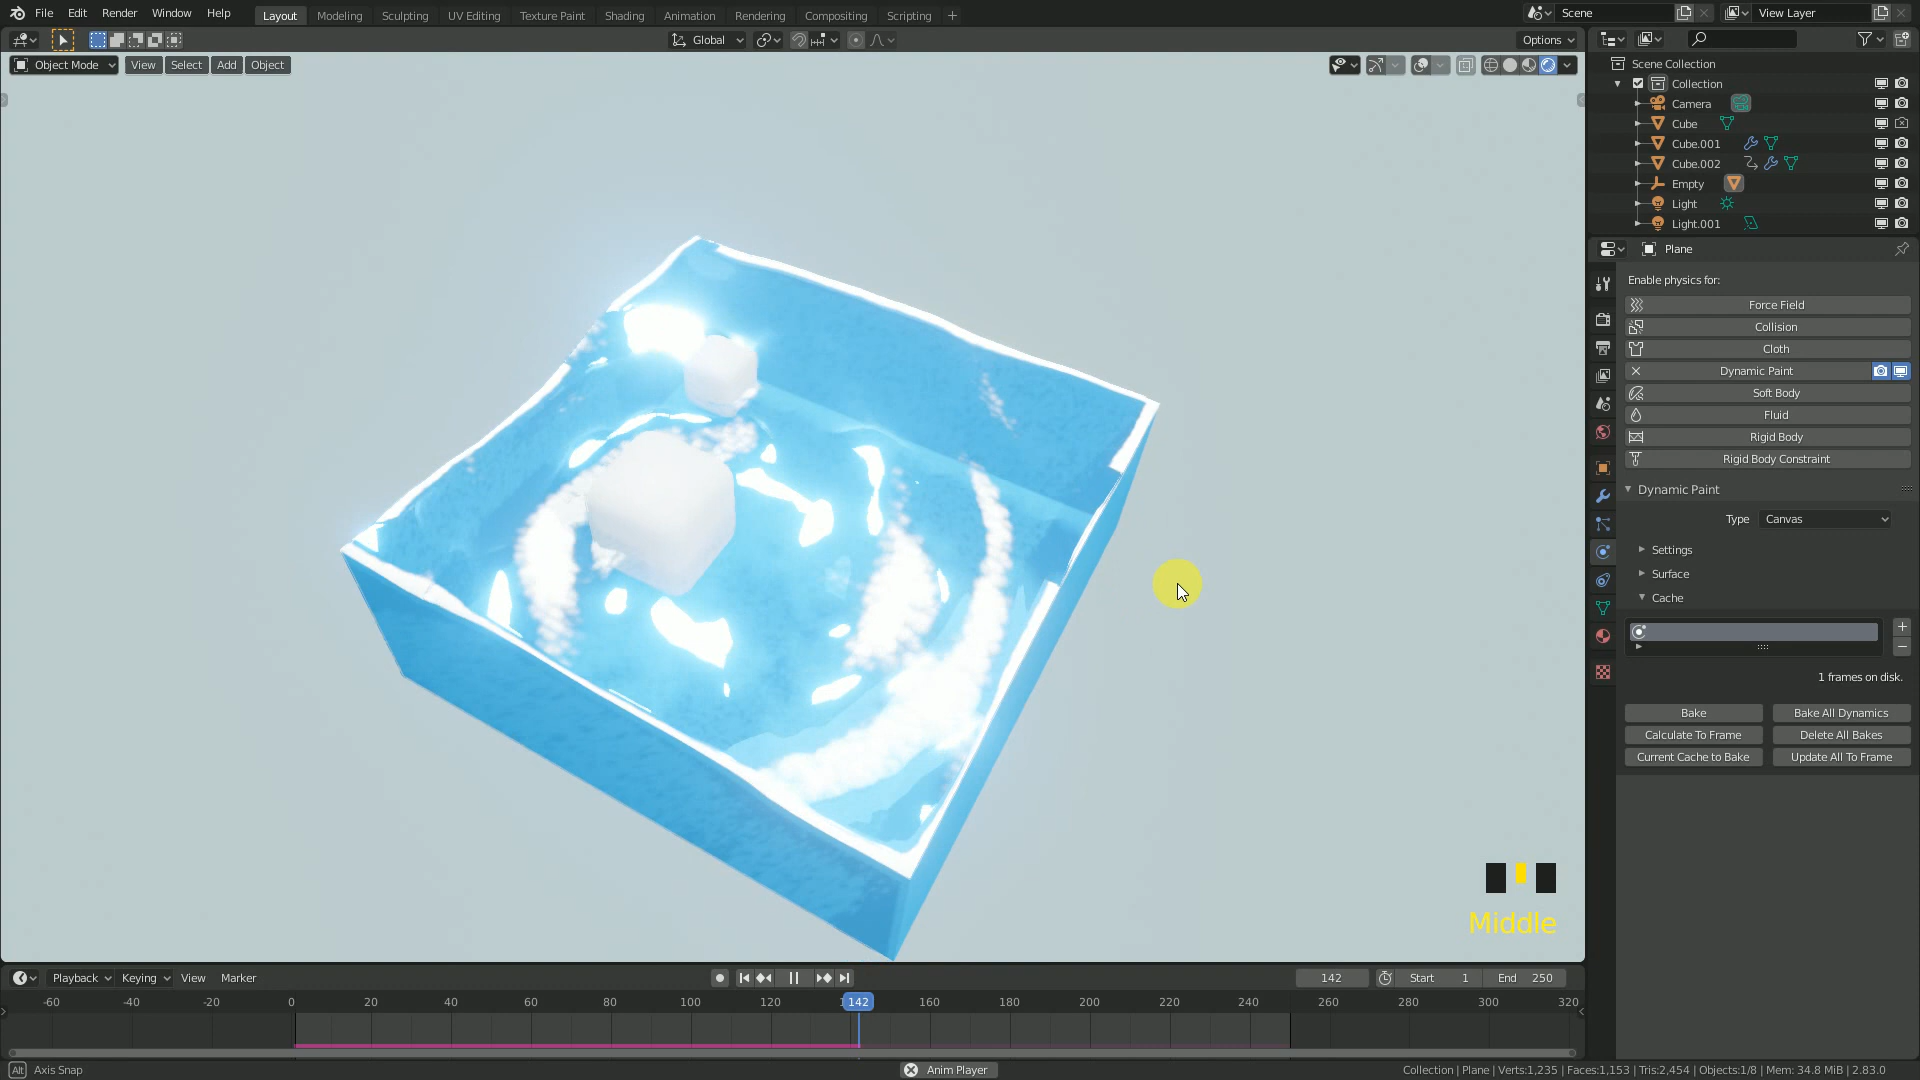 File Edit Render Window Help Layout Modeling Sculpting UV Editing Texture Paint Shading Animation Rendering Compositing Scripting + Scene View Layer
Global Options
Object Mode View Select Add Object
Scene Collection
Collection
Camera
Cube
Cube.001
Cube.002
Empty
Light
Light.001
Plane
Enable physics for:
Force Field
Collision
Cloth
Dynamic Paint
Soft Body
Fluid
Rigid Body
Rigid Body Constraint
Dynamic Paint
Type Canvas
Settings
Surface
Cache
1 frames on disk.
Bake Bake All Dynamics
Calculate To Frame Delete All Bakes
Current Cache to Bake Update All To Frame
Middle
Playback Keying View Marker 142 Start 1 End 250
-60 -40 -20 0 20 40 60 80 100 120 142 160 180 200 220 240 260 280 300 320
Alt Axis Snap Anim Player Collection | Plane | Verts:1,235 | Faces:1,153 | Tris:2,454 | Objects:1/8 | Mem: 34.8 MiB | 2.83.0